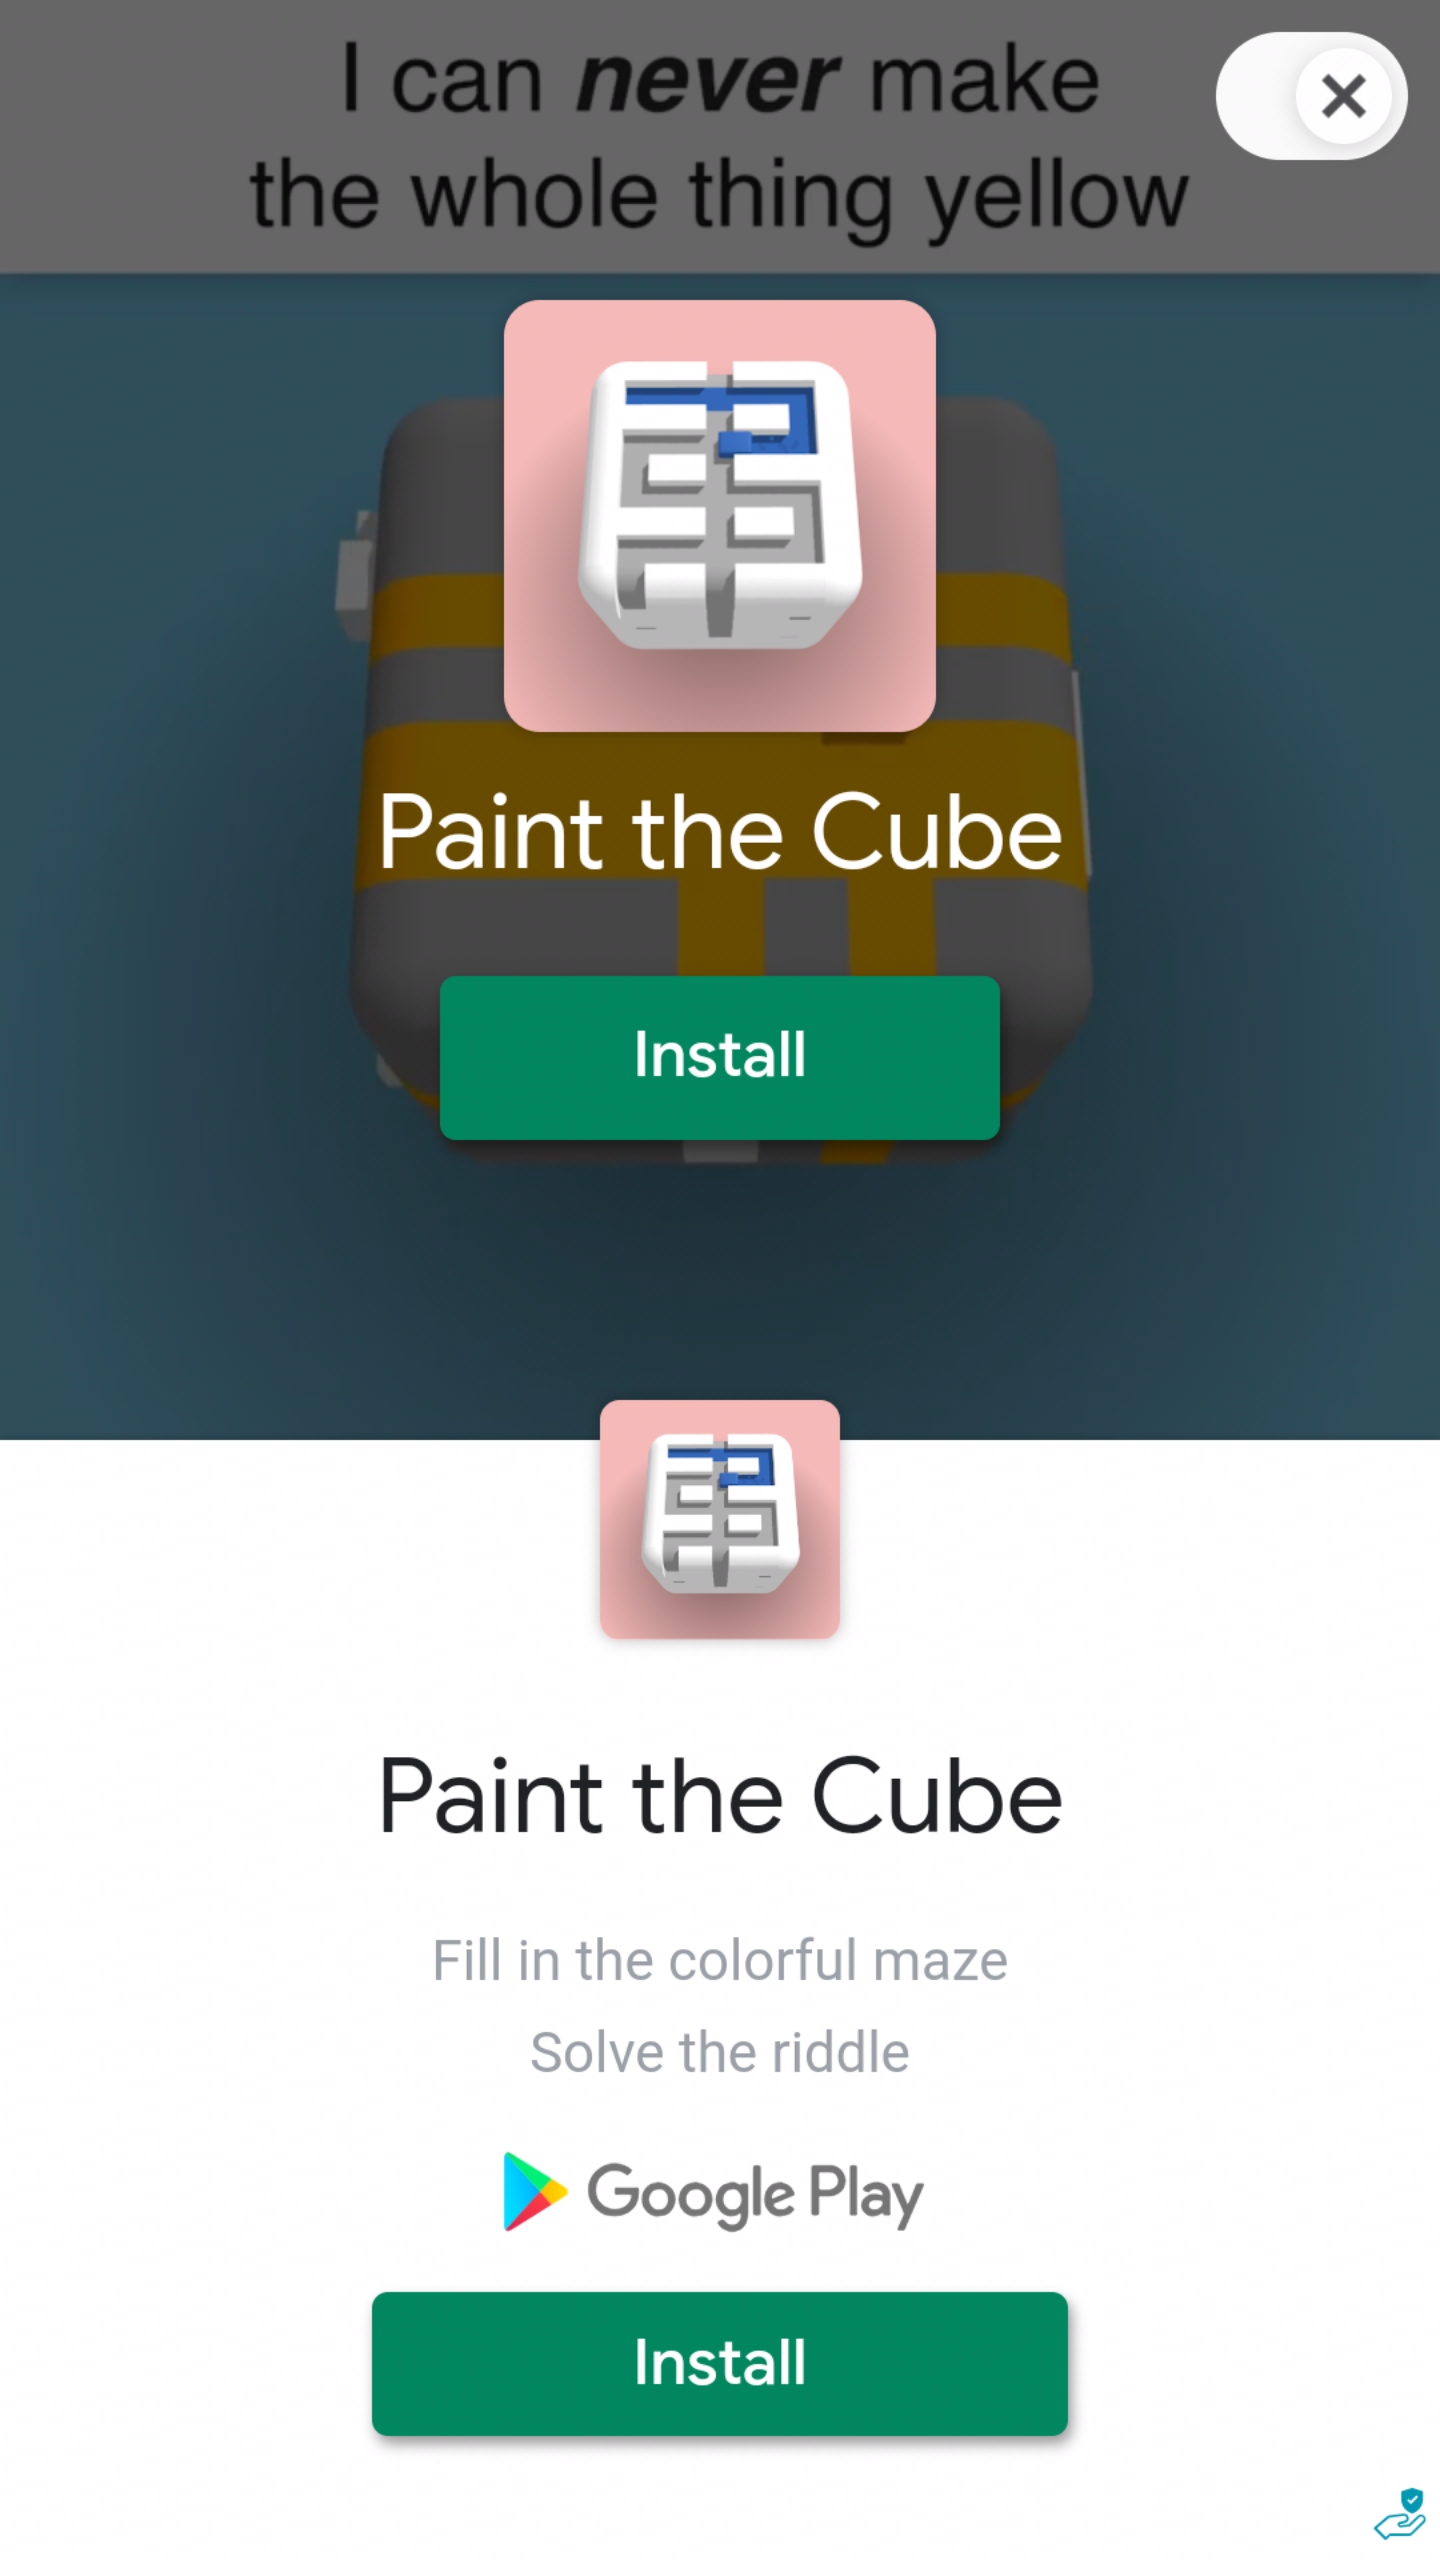 I can never make
the whole thing yellow
Paint the Cube
Install
Paint the Cube
Fill in the colorful maze
Solve the riddle
Google Play
Install